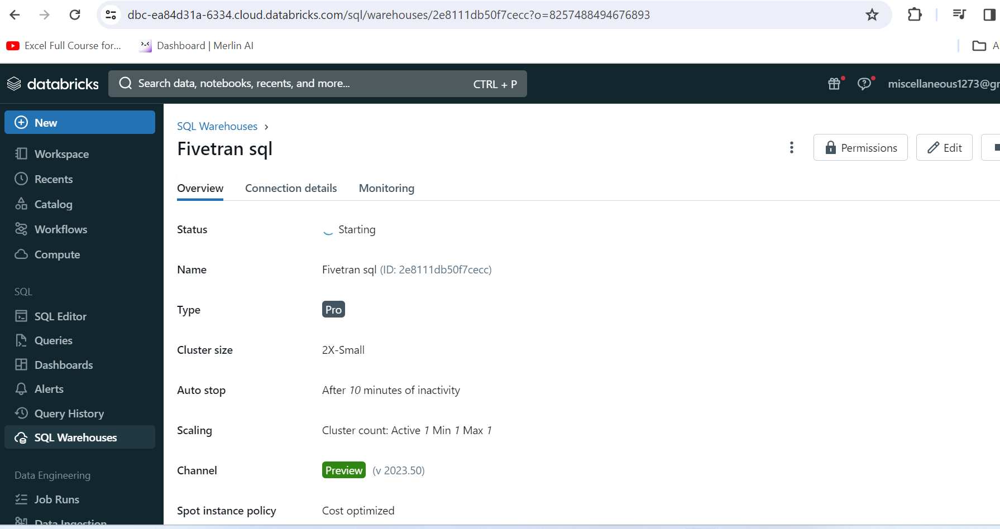 dbc-ea84d31a-6334.cloud.databricks.com/sql/warehouses/2e8111db50f7cecc?o=8257488494676893
Excel Full Course for...
Dashboard | Merlin AI
A
databricks
Search data, notebooks, recents, and more...
CTRL + P
miscellaneous1273@gr
New
Workspace
Recents
Catalog
Workflows
Compute
SQL
SQL Editor
Queries
Dashboards
Alerts
Query History
SQL Warehouses
Data Engineering
Job Runs
Data Ingestion
SQL Warehouses ›
Fivetran sql
Permissions
Edit
Overview
Connection details
Monitoring
Status Starting
Name Fivetran sql (ID: 2e8111db50f7cecc)
Type Pro
Cluster size 2X-Small
Auto stop After 10 minutes of inactivity
Scaling Cluster count: Active 1 Min 1 Max 1
Channel Preview (v 2023.50)
Spot instance policy Cost optimized